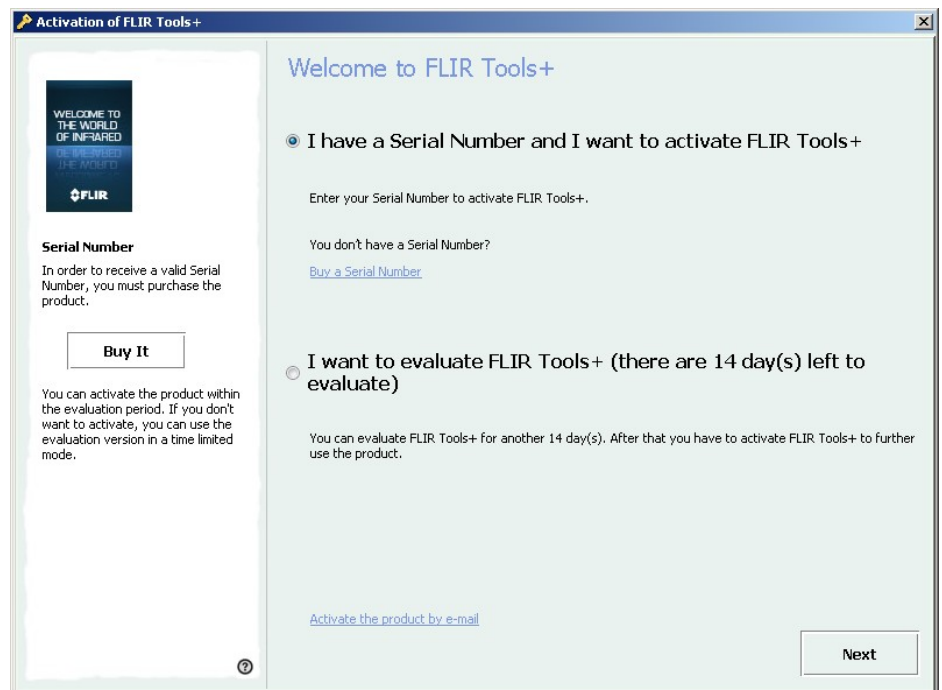 Activation of FLIR Tools+
WELCOME TO
THE WORLD
OF INFRARED
FLIR
Serial Number
In order to receive a valid Serial
Number, you must purchase the
product.
Buy It
You can activate the product within
the evaluation period. If you don't
want to activate, you can use the
evaluation version in a time limited
mode.
Welcome to FLIR Tools+
I have a Serial Number and I want to activate FLIR Tools+
Enter your Serial Number to activate FLIR Tools+.
You don't have a Serial Number?
Buy a Serial Number
I want to evaluate FLIR Tools+ (there are 14 day(s) left to
evaluate)
You can evaluate FLIR Tools+ for another 14 day(s). After that you have to activate FLIR Tools+ to further
use the product.
Activate the product by e-mail
Next